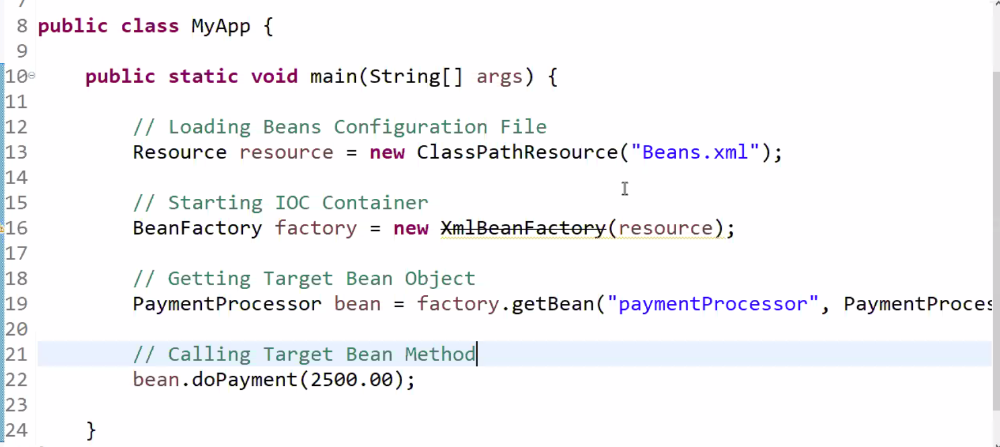 8 public class MyApp {
9
10 public static void main(String[] args) {
11
12 // Loading Beans Configuration File
13 Resource resource = new ClassPathResource("Beans.xml");
14
15 // Starting IOC Container
16 BeanFactory factory = new XmlBeanFactory(resource);
17
18 // Getting Target Bean Object
19 PaymentProcessor bean = factory.getBean("paymentProcessor", PaymentProces
20
21 // Calling Target Bean Method
22 bean.doPayment(2500.00);
23
24 }